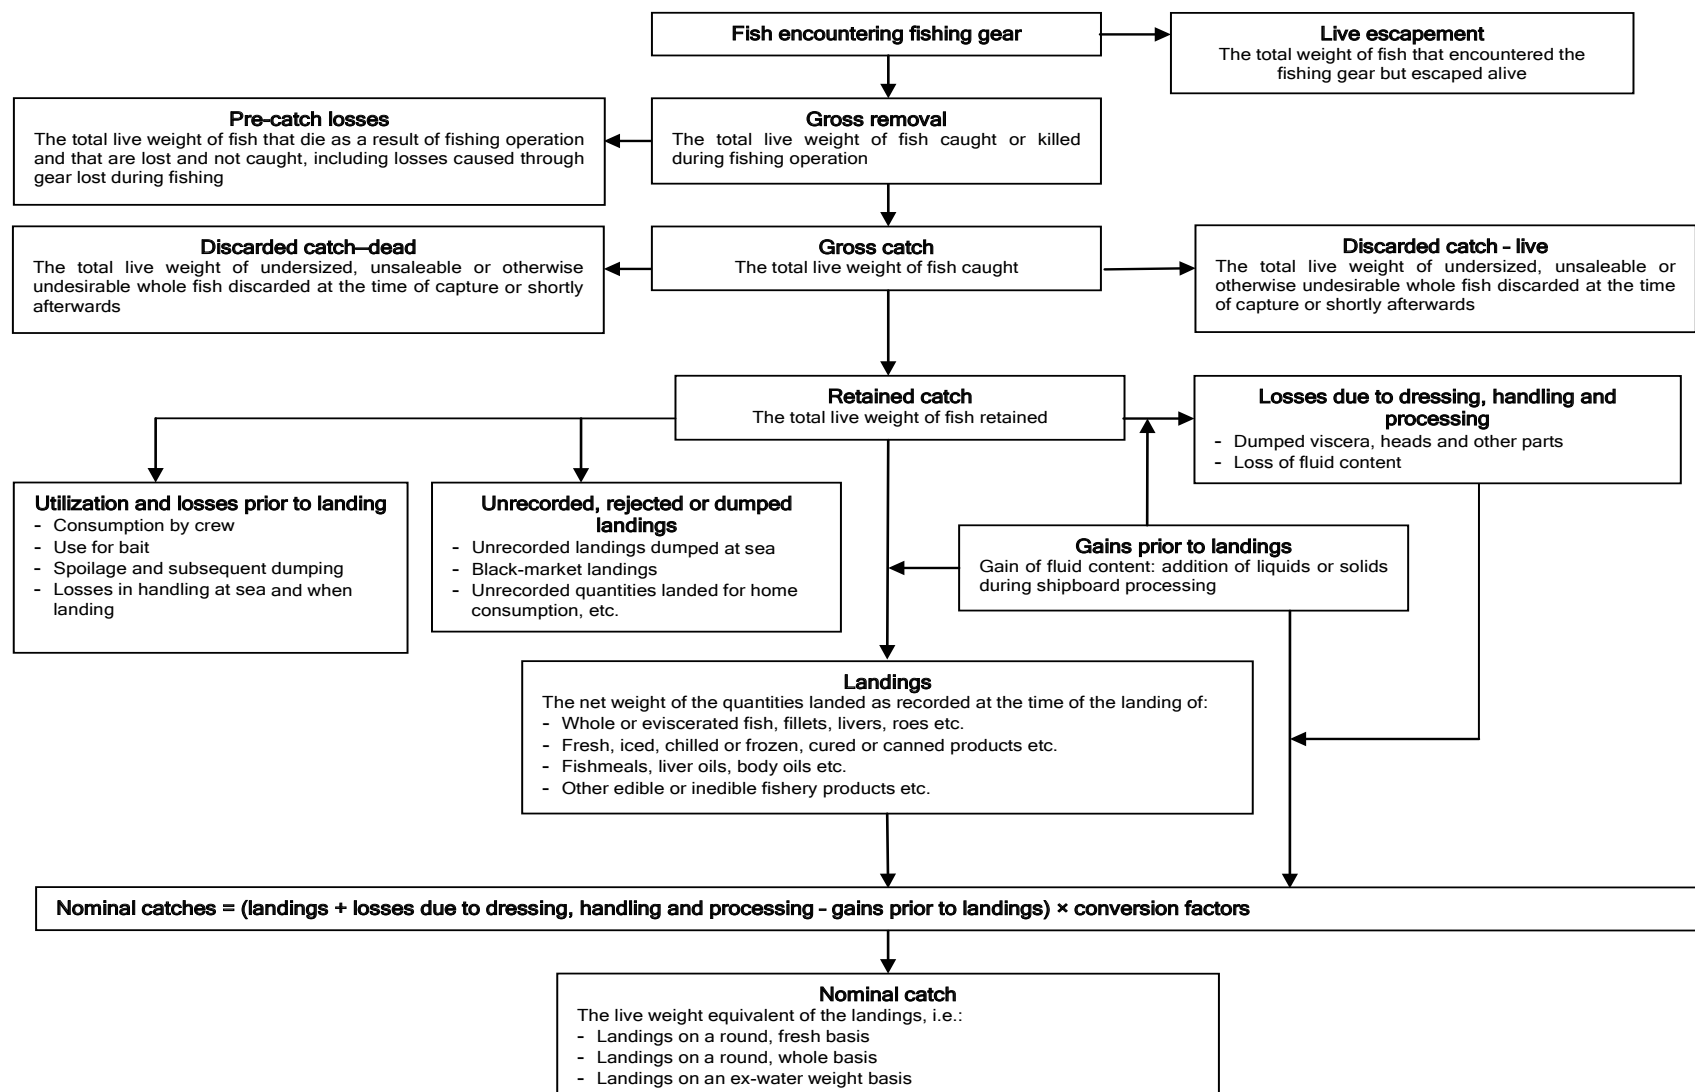 Fish encountering fishing gear
Live escapement
The total weight of fish that encountered the
fishing gear but escaped alive
Pre-catch losses
The total live weight of fish that die as a result of fishing operation
and that are lost and not caught, including losses caused through
gear lost during fishing
Gross removal
The total live weight of fish caught or killed
during fishing operation
Discarded catch–dead
The total live weight of undersized, unsaleable or otherwise
undesirable whole fish discarded at the time of capture or shortly
afterwards
Gross catch
The total live weight of fish caught
Discarded catch - live
The total live weight of undersized, unsaleable or
otherwise undesirable whole fish discarded at the time
of capture or shortly afterwards
Retained catch
The total live weight of fish retained
Losses due to dressing, handling and
processing
- Dumped viscera, heads and other parts
- Loss of fluid content
Utilization and losses prior to landing
- Consumption by crew
- Use for bait
- Spoilage and subsequent dumping
- Losses in handling at sea and when
landing
Unrecorded, rejected or dumped
landings
- Unrecorded landings dumped at sea
- Black-market landings
- Unrecorded quantities landed for home
consumption, etc.
Gains prior to landings
Gain of fluid content: addition of liquids or solids
during shipboard processing
Landings
The net weight of the quantities landed as recorded at the time of the landing of:
- Whole or eviscerated fish, fillets, livers, roes etc.
- Fresh, iced, chilled or frozen, cured or canned products etc.
- Fishmeals, liver oils, body oils etc.
- Other edible or inedible fishery products etc.
Nominal catches = (landings + losses due to dressing, handling and processing - gains prior to landings) × conversion factors
Nominal catch
The live weight equivalent of the landings, i.e.:
- Landings on a round, fresh basis
- Landings on a round, whole basis
- Landings on an ex-water weight basis